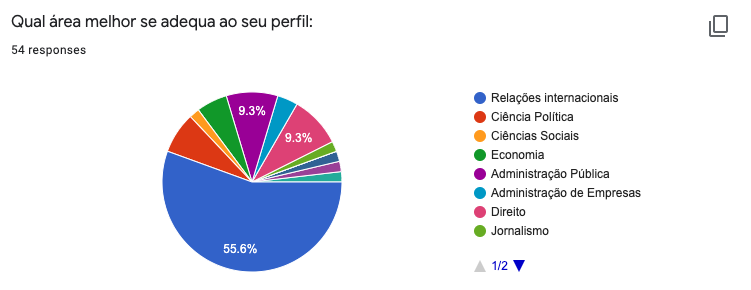 Qual área melhor se adequa ao seu perfil:
54 responses
9.3%
9.3%
55.6%
Relações internacionais
Ciência Política
Ciências Sociais
Economia
Administração Pública
Administração de Empresas
Direito
Jornalismo
1/2